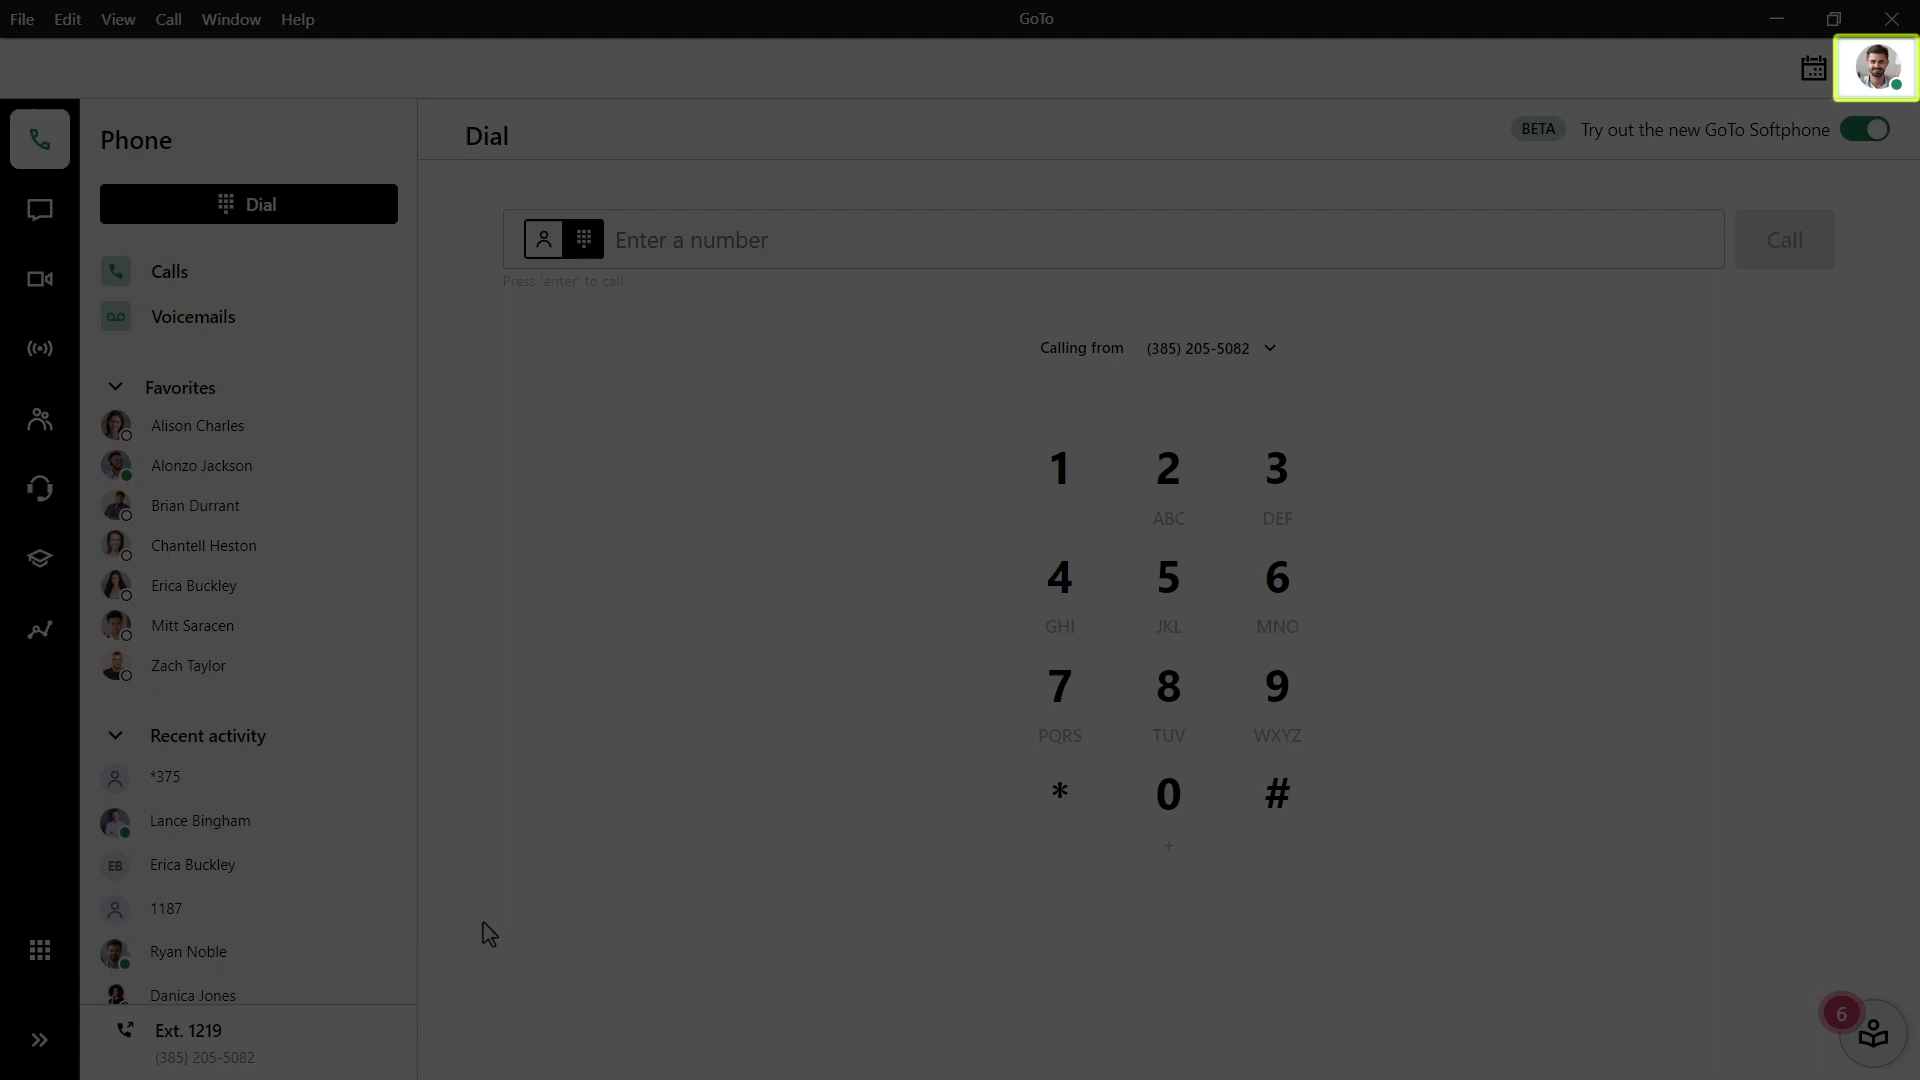 File Edit View Call Window Help
GoTo
Phone
Dial
Calls
Voicemails
Favorites
Alison Charles
Alonzo Jackson
Brian Durrant
Chantell Heston
Erica Buckley
Mitt Saracen
Zach Taylor
Recent activity
*375
Lance Bingham
EB Erica Buckley
1187
Ryan Noble
Danica Jones
Ext. 1219
(385) 205-5082
Dial
BETA Try out the new GoTo Softphone
Enter a number
Call
Press 'enter' to call
Calling from (385) 205-5082
1 2 3
ABC DEF
4 5 6
GHI JKL MNO
7 8 9
PQRS TUV WXYZ
* 0 #
+
6